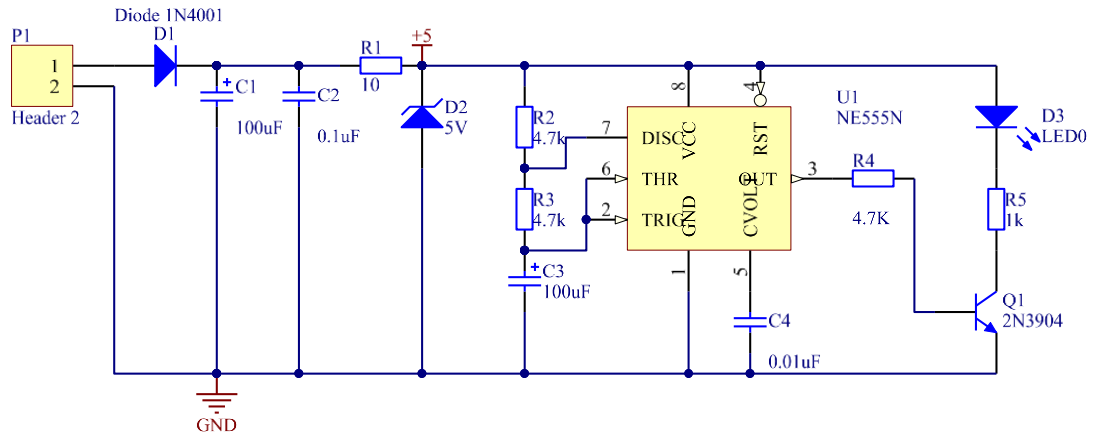 Diode 1N4001
P1
D1
1
2
Header 2
C1
100uF
C2
0.1uF
R1
10
+5
D2
5V
R2
4.7k
R3
4.7k
C3
100uF
7
DISC
6
THR
2
TRIG
8
VCC
4
RST
GND
1
CVOLT
5
OUT
3
U1
NE555N
C4
0.01uF
R4
4.7K
D3
LED0
R5
1k
Q1
2N3904
GND